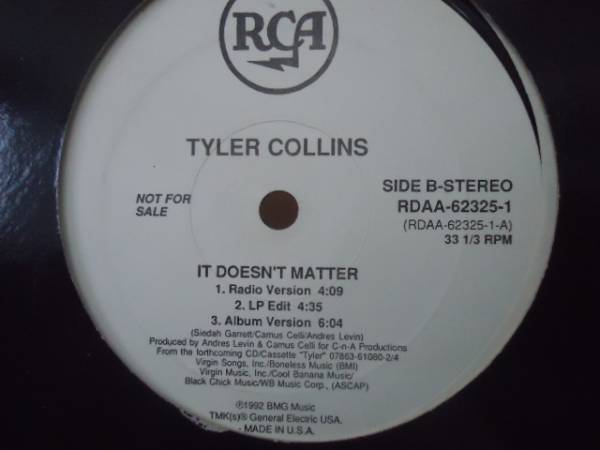 RCA
TYLER COLLINS
NOT FOR
SALE
SIDE B-STEREO
RDAA-62325-1
(RDAA-62325-1-A)
33 1/3 RPM
IT DOESN'T MATTER
1. Radio Version 4:09
2. LP Edit 4:35
3. Album Version 6:04
(Siedah Garrett/Camus Celli/Andres Levin)
Produced by Andres Levin & Camus Celli for C-n-A Productions
From the forthcoming CD/Cassette "Tyler" 07863-61080-2/4
Virgin Songs, Inc./Boneless Music (BMI)
Virgin Music, Inc./Cool Banana Music/
Black Chick Music/WB Music Corp., (ASCAP)
℗1992 BMG Music
TMK(s)® General Electric USA.
- MADE IN U.S.A.